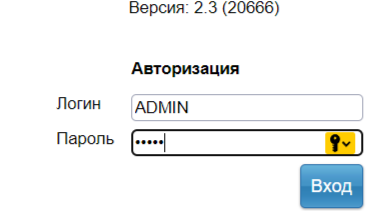 Версия: 2.3 (20666)
Авторизация
Логин ADMIN
Пароль •••••
Вход